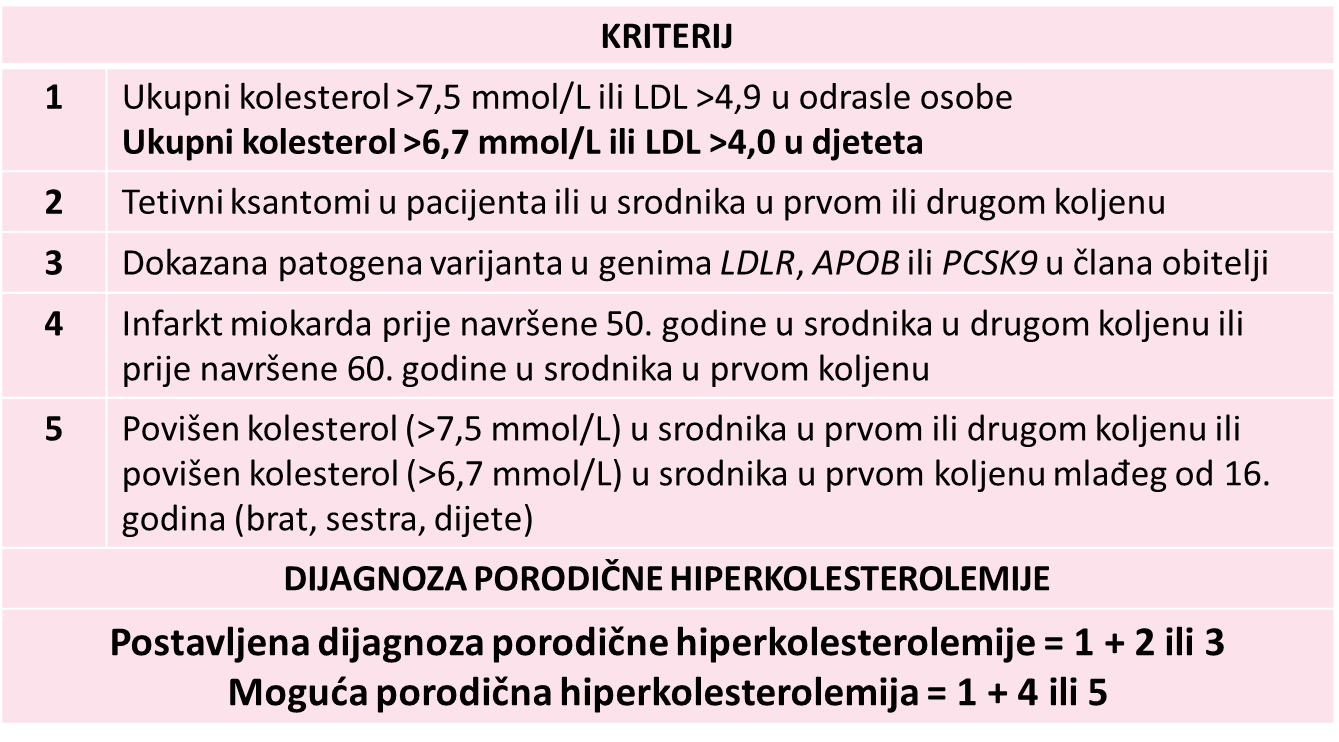 KRITERIJ
1 Ukupni kolesterol >7,5 mmol/L ili LDL >4,9 u odrasle osobe
Ukupni kolesterol >6,7 mmol/L ili LDL >4,0 u djeteta
2 Tetivni ksantomi u pacijenta ili u srodnika u prvom ili drugom koljenu
3 Dokazana patogena varijanta u genima LDLR, APOB ili PCSK9 u člana obitelji
4 Infarkt miokarda prije navršene 50. godine u srodnika u drugom koljenu ili
prije navršene 60. godine u srodnika u prvom koljenu
5 Povišen kolesterol (>7,5 mmol/L) u srodnika u prvom ili drugom koljenu ili
povišen kolesterol (>6,7 mmol/L) u srodnika u prvom koljenu mlađeg od 16.
godina (brat, sestra, dijete)
DIJAGNOZA PORODIČNE HIPERKOLESTEROLEMIJE
Postavljena dijagnoza porodične hiperkolesterolemije = 1 + 2 ili 3
Moguća porodična hiperkolesterolemija = 1 + 4 ili 5